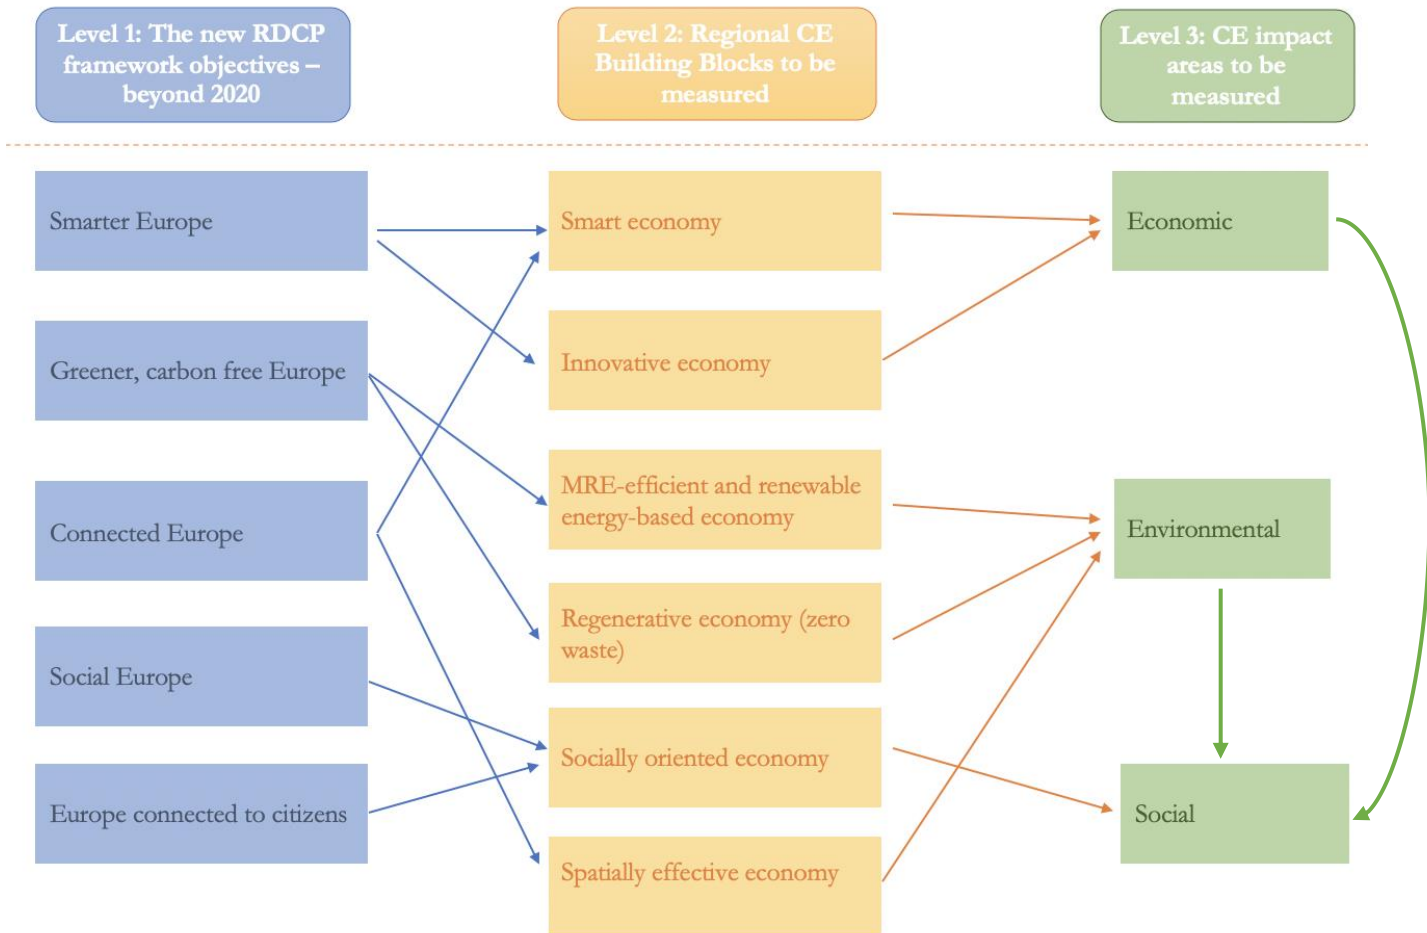 Level 1: The new RDCP
framework objectives –
beyond 2020
Level 2: Regional CE
Building Blocks to be
measured
Level 3: CE impact
areas to be
measured
Smarter Europe
Greener, carbon free Europe
Connected Europe
Social Europe
Europe connected to citizens
Smart economy
Innovative economy
MRE-efficient and renewable
energy-based economy
Regenerative economy (zero
waste)
Socially oriented economy
Spatially effective economy
Economic
Environmental
Social